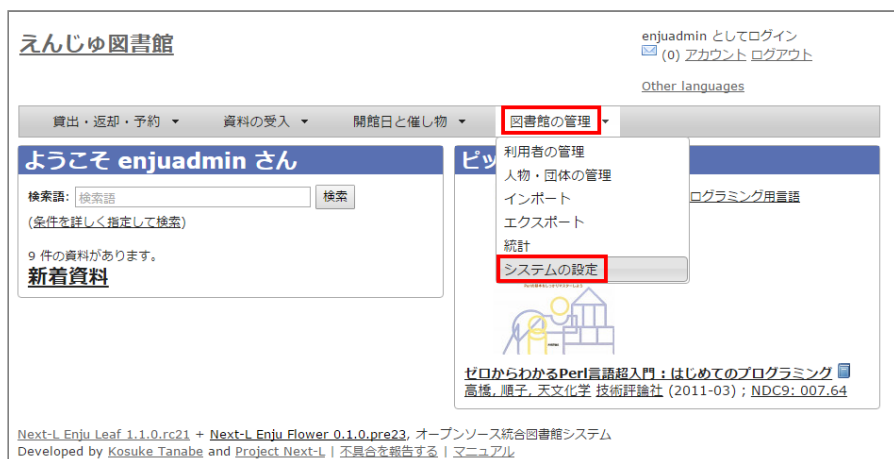 えんじゅ図書館
enjuadmin としてログイン
(0) アカウント ログアウト
Other languages
貸出・返却・予約 ▼ 資料の受入 ▼ 開館日と催し物 ▼ 図書館の管理 ▼
ようこそ enjuadmin さん
検索語: 検索語 検索
(条件を詳しく指定して検索)
9 件の資料があります。
新着資料
ピッ
利用者の管理
人物・団体の管理
インポート
エクスポート
統計
システムの設定
ログラミング用言語
ゼロからわかるPerl言語超入門 : はじめてのプログラミング
高橋, 順子, 天文化学 技術評論社 (2011-03) ; NDC9: 007.64
Next-L Enju Leaf 1.1.0.rc21 + Next-L Enju Flower 0.1.0.pre23, オープンソース統合図書館システム
Developed by Kosuke Tanabe and Project Next-L | 不具合を報告する | マニュアル